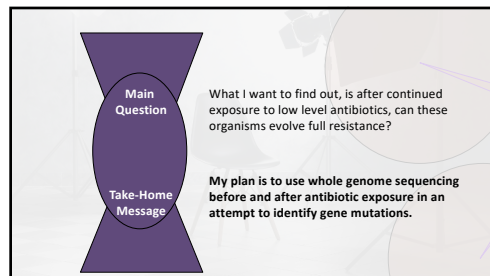 Main
Question
What I want to find out, is after continued
exposure to low level antibiotics, can these
organisms evolve full resistance?
My plan is to use whole genome sequencing
before and after antibiotic exposure in an
attempt to identify gene mutations.
Take-Home
Message